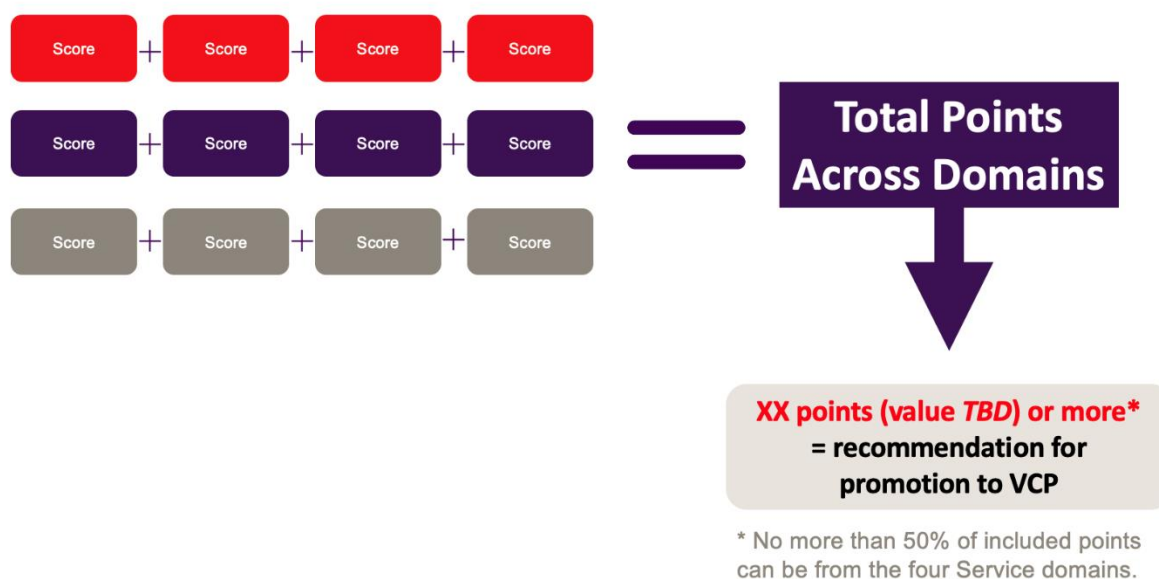 Score + Score + Score + Score
Score + Score + Score + Score
Score + Score + Score + Score
=
Total Points
Across Domains
XX points (value TBD) or more*
= recommendation for
promotion to VCP
* No more than 50% of included points
can be from the four Service domains.